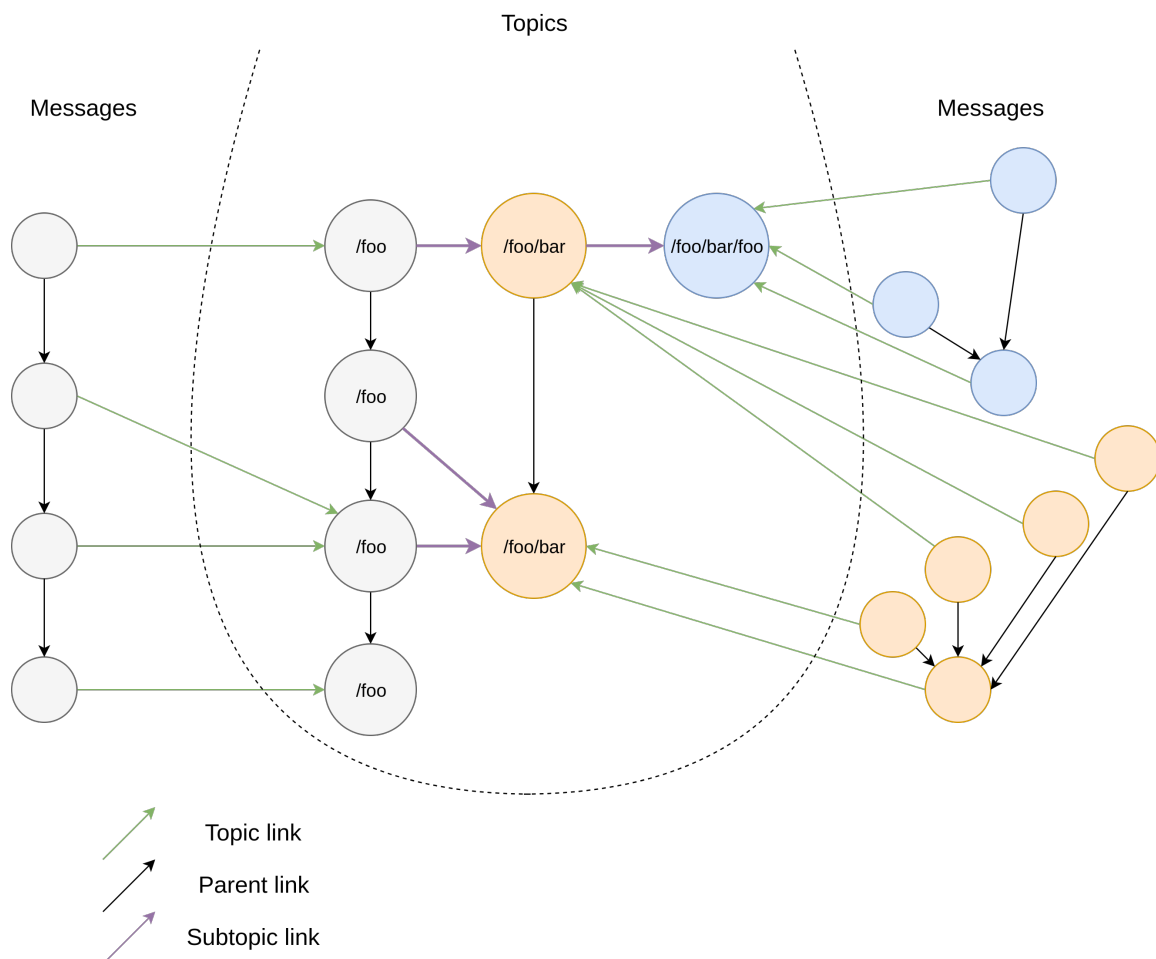 Topics
Messages
Messages
/foo
/foo/bar
/foo/bar/foo
/foo
/foo
/foo/bar
/foo
Topic link
Parent link
Subtopic link